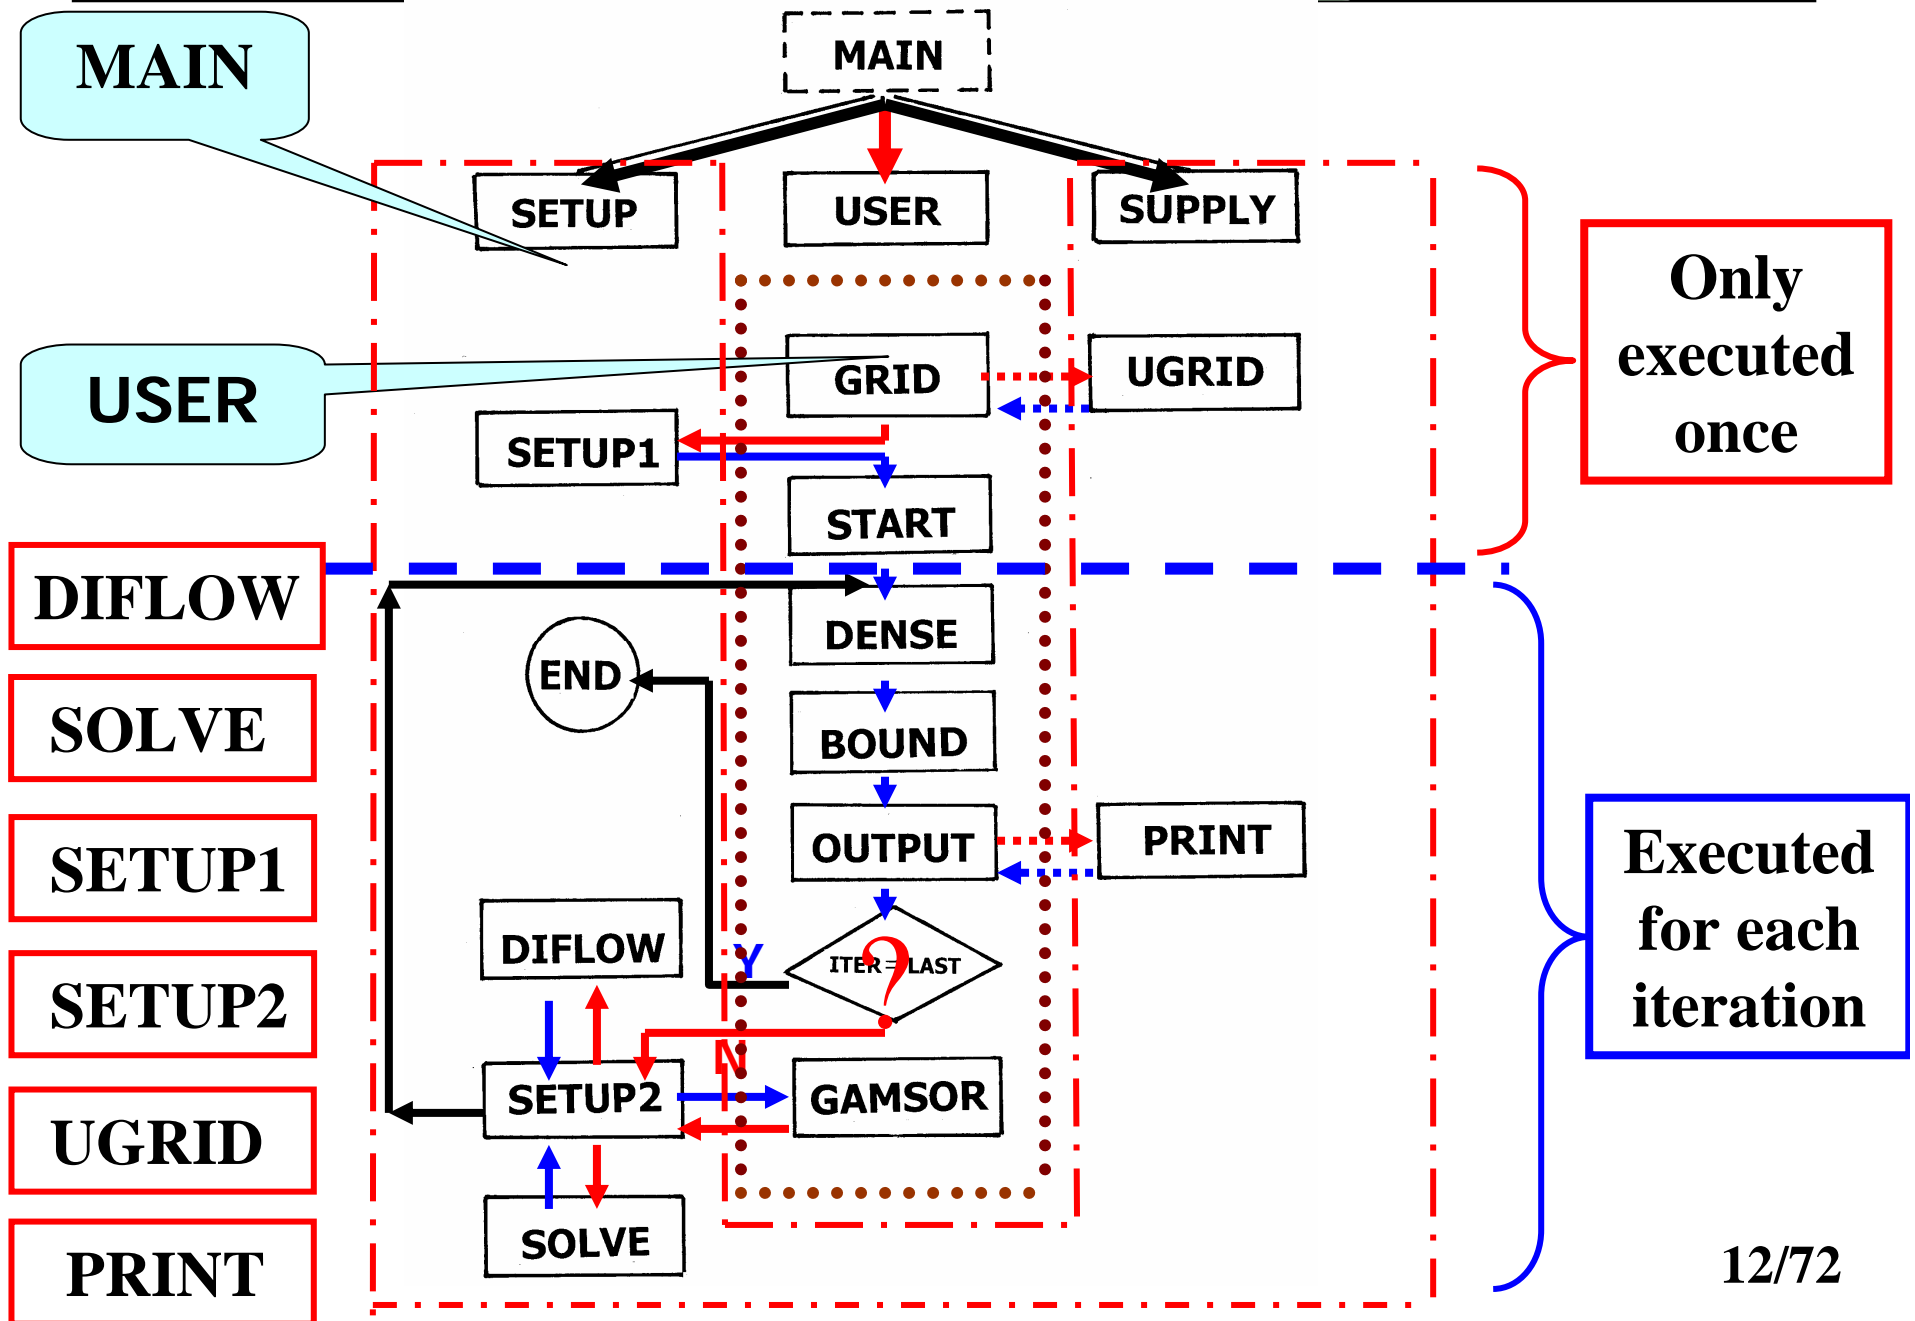 MAIN
MAIN
SETUP
USER
SUPPLY
Only
executed
once
USER
GRID
UGRID
SETUP1
START
DIFLOW
DENSE
END
SOLVE
BOUND
OUTPUT
PRINT
Executed
for each
iteration
SETUP1
DIFLOW
Y
ITER=LAST
?
SETUP2
N
SETUP2
GAMSOR
UGRID
SOLVE
PRINT
12/72